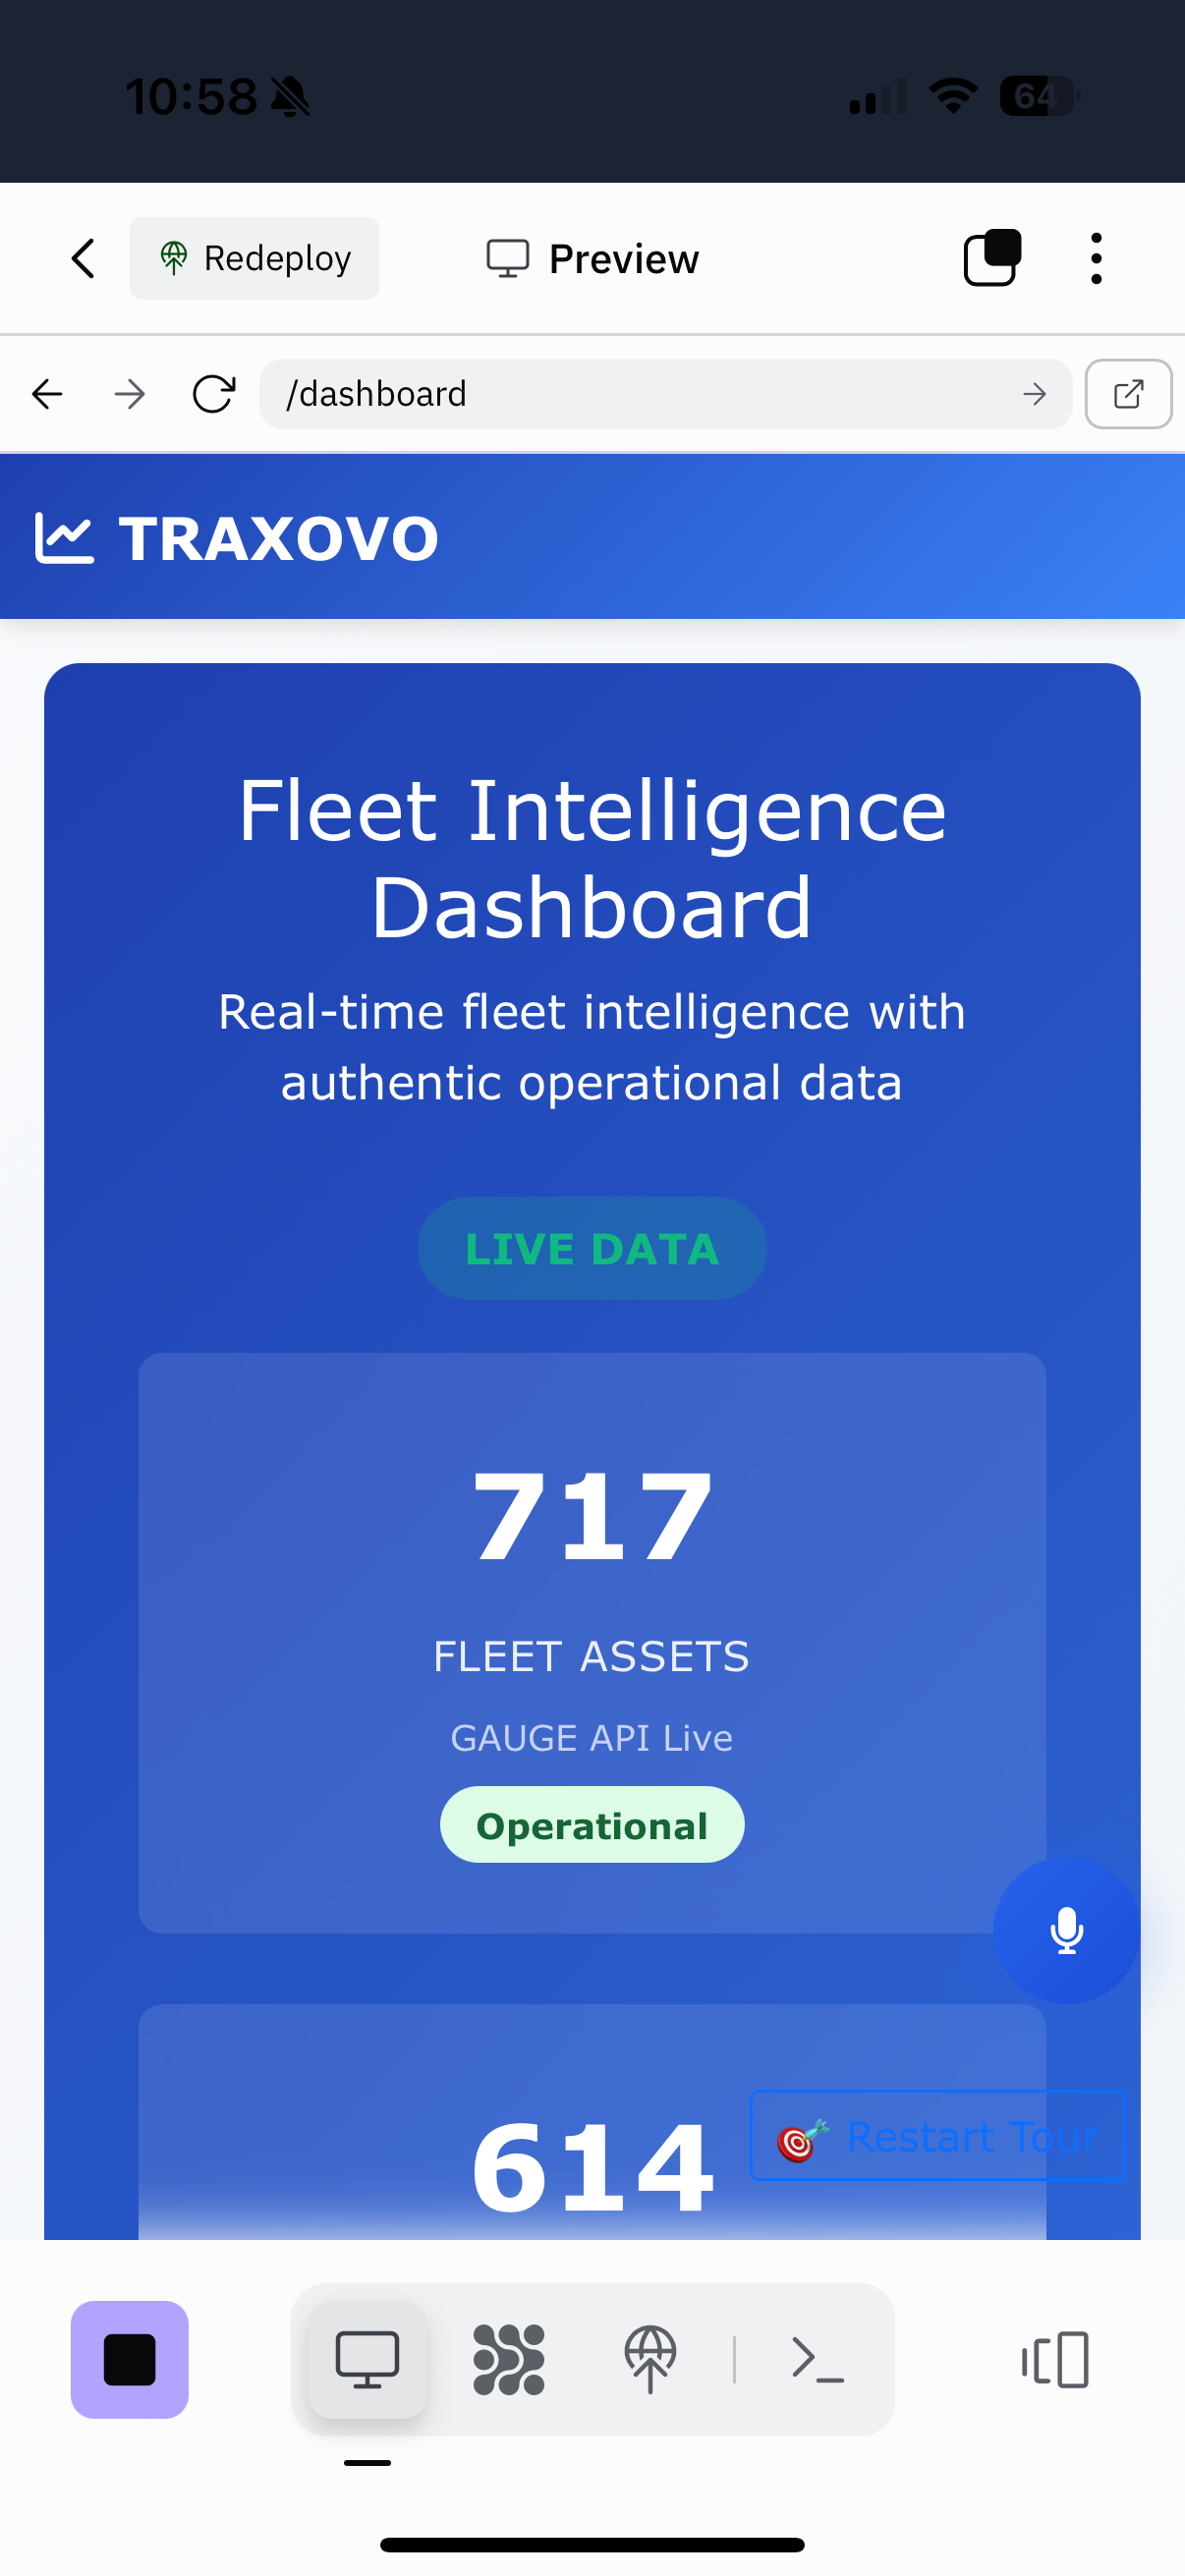 10:58
64
Redeploy
Preview
/dashboard
TRAXOVO
Fleet Intelligence
Dashboard
Real-time fleet intelligence with
authentic operational data
LIVE DATA
717
FLEET ASSETS
GAUGE API Live
Operational
614
🎯 Restart Tour